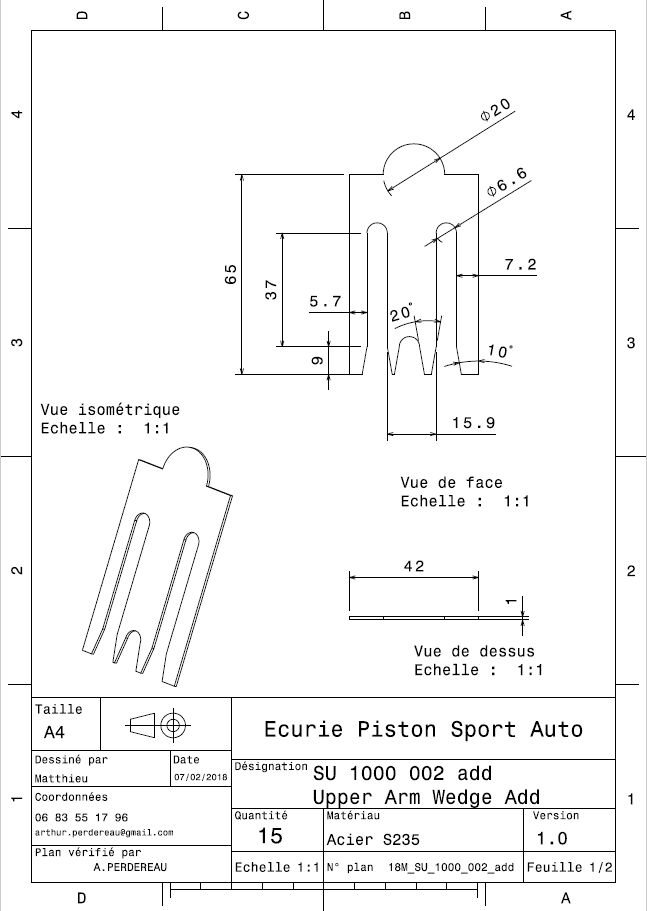 D C B A
4 4
Φ20
Φ6.6
65
37
7.2
5.7
20°
3 3
9
10°
15.9
Vue isométrique
Echelle : 1:1
Vue de face
Echelle : 1:1
2 2
42
1
Vue de dessus
Echelle : 1:1
Taille
A4
Ecurie Piston Sport Auto
Dessiné par
Matthieu
Date
07/02/2018
Désignation
SU 1000 002 add
Upper Arm Wedge Add
1 1
Coordonnées
06 83 55 17 96
arthur.perdereau@gmail.com
Quantité
15
Matériau
Acier S235
Version
1.0
Plan vérifié par
A.PERDEREAU
Echelle 1:1
N° plan 18M_SU_1000_002_add
Feuille 1/2
D A